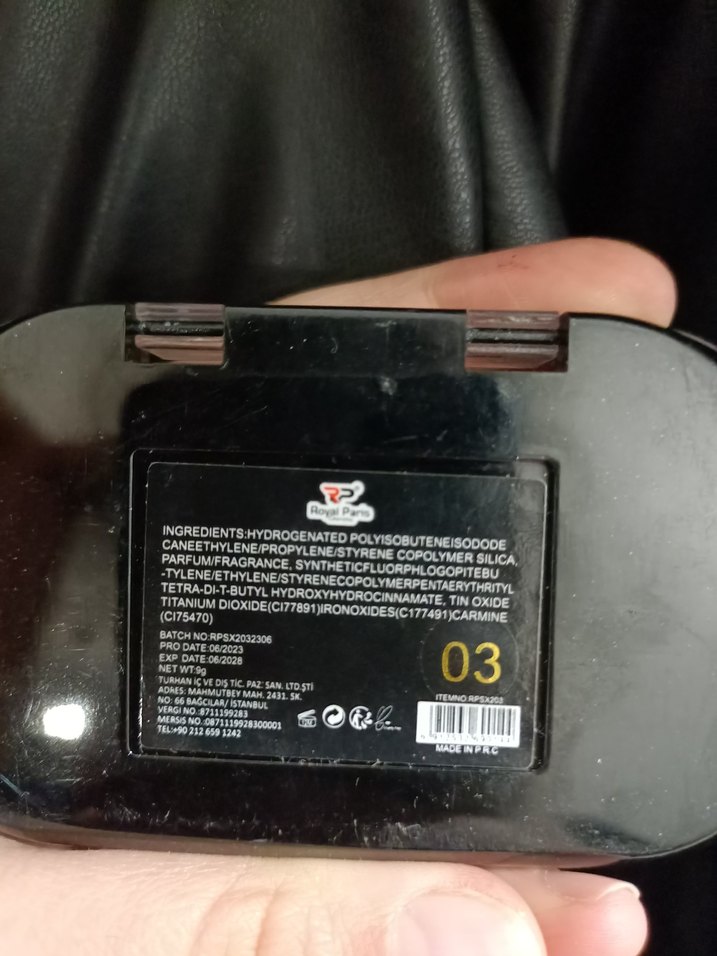 RP
Royal Paris
INGREDIENTS:HYDROGENATED POLYISOBUTENEISODODE
CANEETHYLENE/PROPYLENE/STYRENE COPOLYMER SILICA,
PARFUM/FRAGRANCE, SYNTHETICFLUORPHLOGOPITEBU
-TYLENE/ETHYLENE/STYRENECOPOLYMERPENTAERYTHRITYL
TETRA-DI-T-BUTYL HYDROXYHYDROCINNAMATE, TIN OXIDE
TITANIUM DIOXIDE(CI77891)IRONOXIDES(C177491)CARMINE
(CI75470)
BATCH NO:RPSX2032306
PRO DATE:06/2023
EXP DATE:06/2028
NET WT:9g
TURHAN İÇ VE DIŞ TİC. PAZ. SAN. LTD.ŞTİ
ADRES: MAHMUTBEY MAH. 2431. SK.
NO: 66 BAĞCILAR/ İSTANBUL
VERGİ NO:8711199283
MERSIS NO.:0871119928300001
TEL:+90 212 659 1242
03
ITEMNO:RPSX203
MADE IN P.R.C